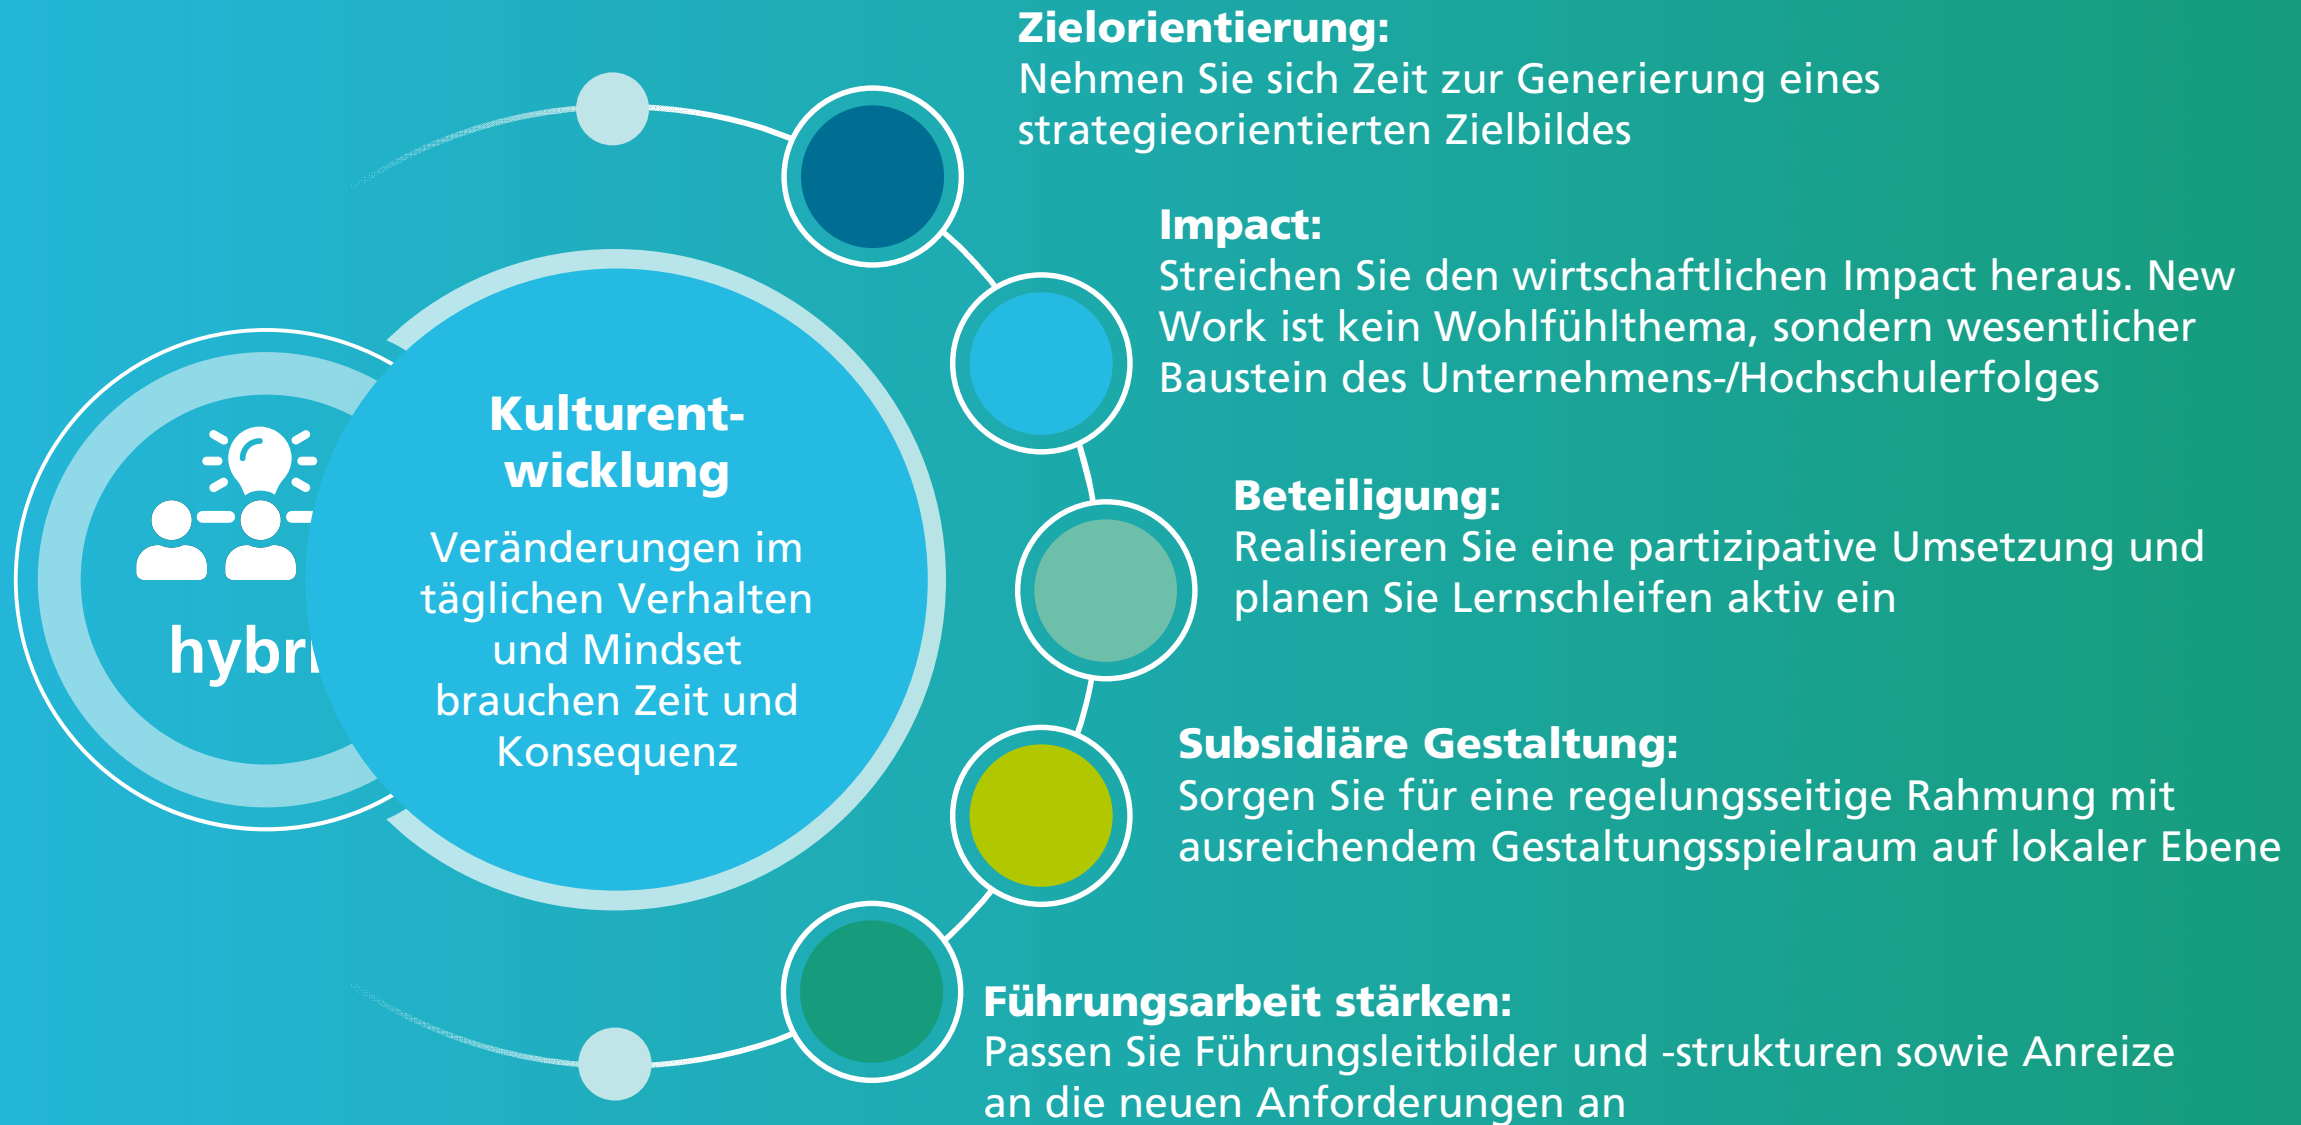 Zielorientierung:
Nehmen Sie sich Zeit zur Generierung eines
strategieorientierten Zielbildes
Impact:
Streichen Sie den wirtschaftlichen Impact heraus. New
Work ist kein Wohlfühlthema, sondern wesentlicher
Baustein des Unternehmens-/Hochschulerfolges
Kulturent-
wicklung
Veränderungen im
täglichen Verhalten
und Mindset
brauchen Zeit und
Konsequenz
hybri
Beteiligung:
Realisieren Sie eine partizipative Umsetzung und
planen Sie Lernschleifen aktiv ein
Subsidiäre Gestaltung:
Sorgen Sie für eine regelungsseitige Rahmung mit
ausreichendem Gestaltungsspielraum auf lokaler Ebene
Führungsarbeit stärken:
Passen Sie Führungsleitbilder und -strukturen sowie Anreize
an die neuen Anforderungen an